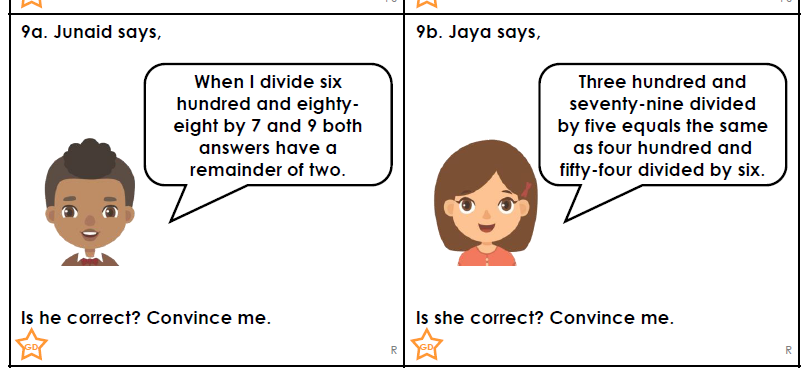 9a. Junaid says,
When I divide six
hundred and eighty-
eight by 7 and 9 both
answers have a
remainder of two.
Is he correct? Convince me.
GD
R
9b. Jaya says,
Three hundred and
seventy-nine divided
by five equals the same
as four hundred and
fifty-four divided by six.
Is she correct? Convince me.
GD
R